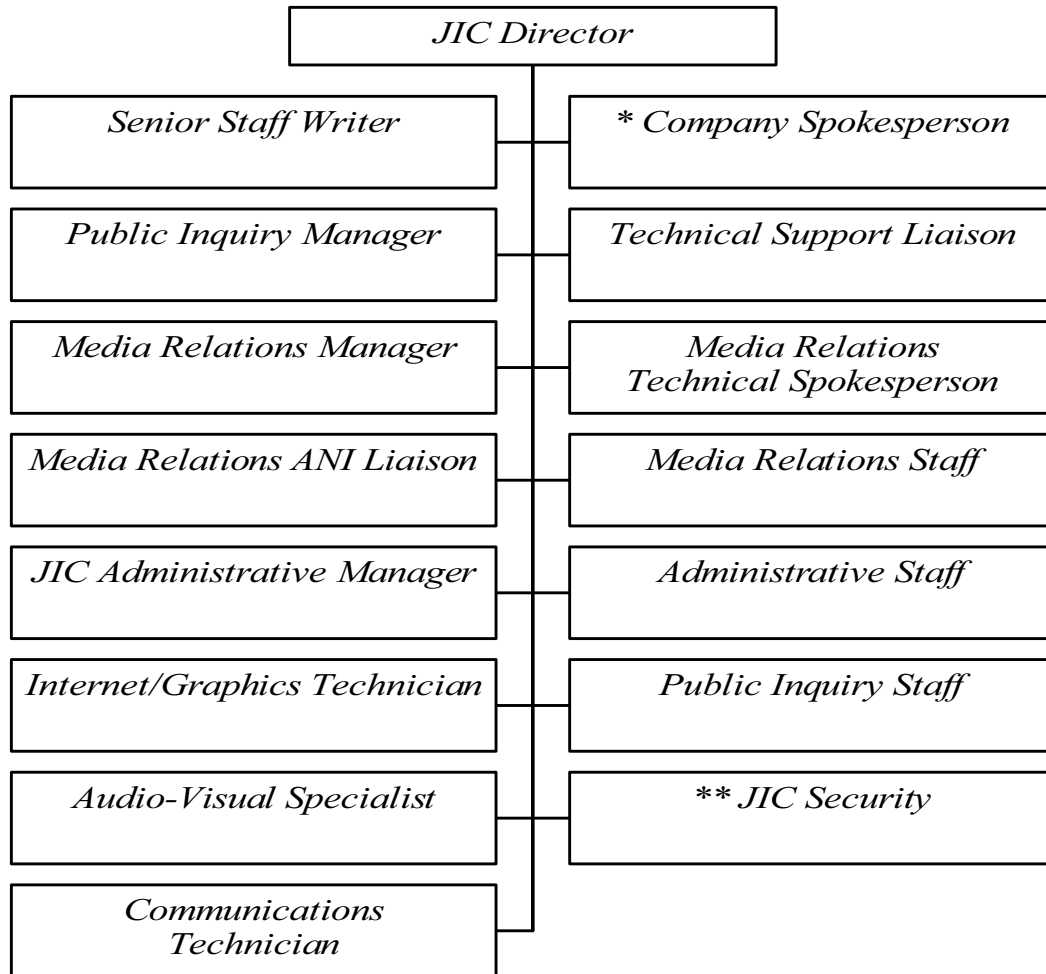 JIC Director
Senior Staff Writer
* Company Spokesperson
Public Inquiry Manager
Technical Support Liaison
Media Relations Manager
Media Relations
Technical Spokesperson
Media Relations ANI Liaison
Media Relations Staff
JIC Administrative Manager
Administrative Staff
Internet/Graphics Technician
Public Inquiry Staff
Audio-Visual Specialist
** JIC Security
Communications
Technician